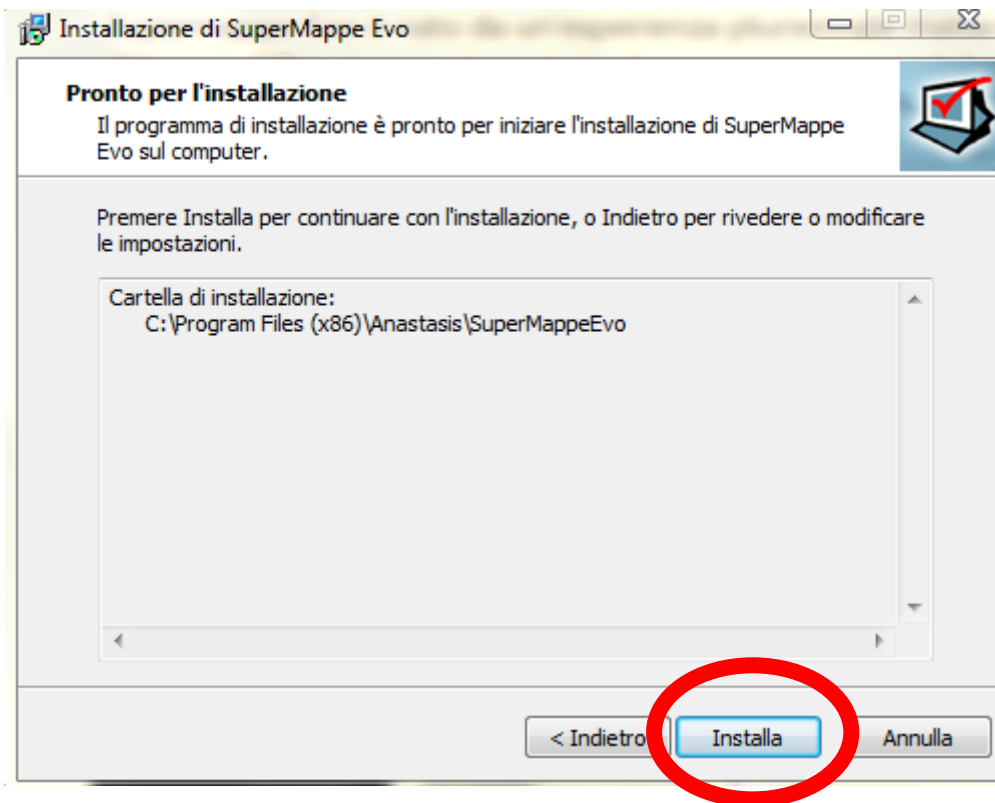 Installazione di SuperMappe Evo
Pronto per l'installazione
Il programma di installazione è pronto per iniziare l'installazione di SuperMappe
Evo sul computer.
Premere Installa per continuare con l'installazione, o Indietro per rivedere o modificare
le impostazioni.
Cartella di installazione:
C:\Program Files (x86)\Anastasis\SuperMappeEvo
< Indietro
Installa
Annulla